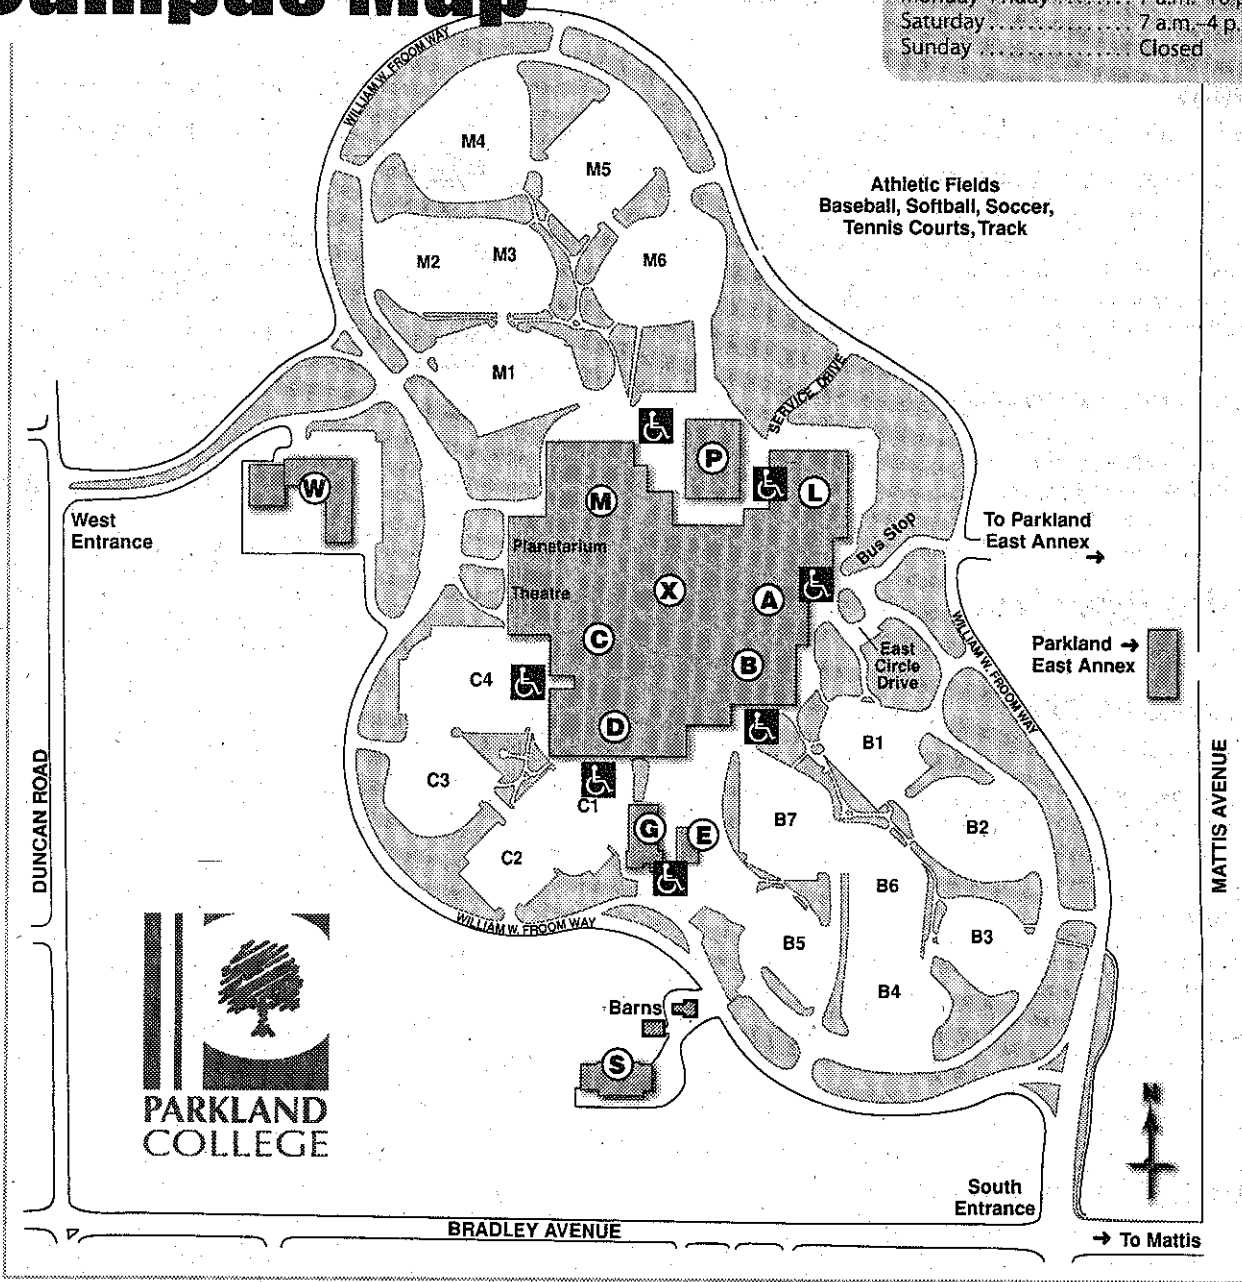 Campus Map
Saturday . . . . . . . . . . . . . . . . 7 a.m.–4 p.
Sunday . . . . . . . . . . . . . . . . . Closed
WILLIAM W. FROOM WAY
M4
M5
Athletic Fields
Baseball, Softball, Soccer,
Tennis Courts, Track
M2
M3
M6
M1
SERVICE DRIVE
P
W
M
L
West
Entrance
Planetarium
Bus Stop
To Parkland
East Annex
→
Theatre
X
A
C
B
East
Circle
Drive
WILLIAM W. FROOM WAY
Parkland →
East Annex
C4
D
B1
C3
C1
DUNCAN ROAD
MATTIS AVENUE
G
E
B7
B2
C2
B6
WILLIAM W. FROOM WAY
B5
B3
B4
Barns
S
PARKLAND
COLLEGE
N
South
Entrance
BRADLEY AVENUE
→ To Mattis